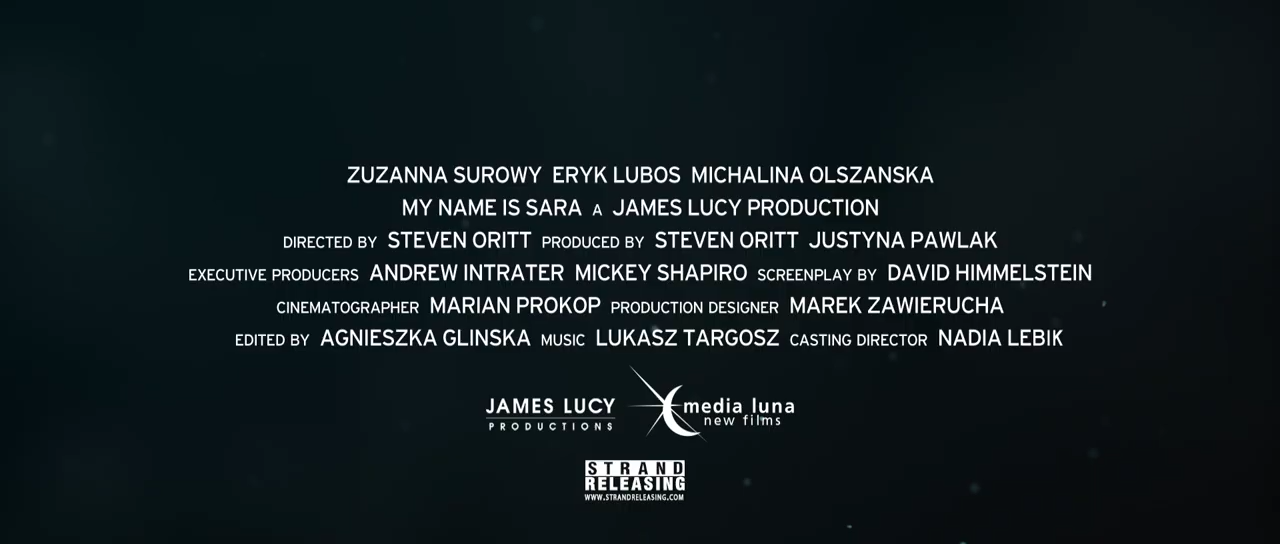 ZUZANNA SUROWY ERYK LUBOS MICHALINA OLSZANSKA
MY NAME IS SARA A JAMES LUCY PRODUCTION
DIRECTED BY STEVEN ORITT PRODUCED BY STEVEN ORITT JUSTYNA PAWLAK
EXECUTIVE PRODUCERS ANDREW INTRATER MICKEY SHAPIRO SCREENPLAY BY DAVID HIMMELSTEIN
CINEMATOGRAPHER MARIAN PROKOP PRODUCTION DESIGNER MAREK ZAWIERUCHA
EDITED BY AGNIESZKA GLINSKA MUSIC LUKASZ TARGOSZ CASTING DIRECTOR NADIA LEBIK
JAMES LUCY
PRODUCTIONS
media luna
new films
STRAND
RELEASING
WWW.STRANDRELEASING.COM